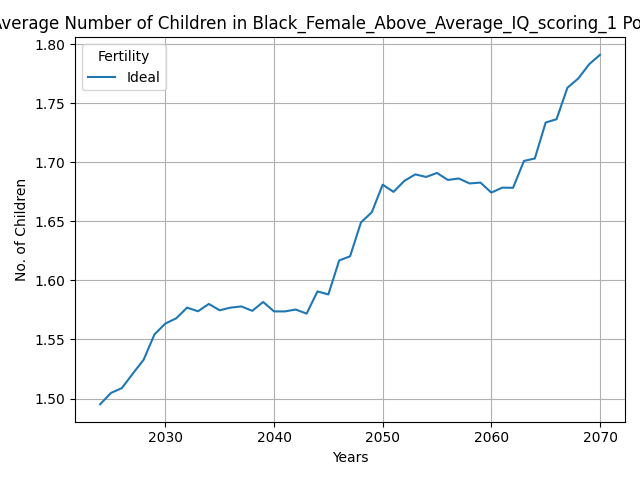 Average Number of Children in Black_Female_Above_Average_IQ_scoring_1 Po
Fertility
Ideal
1.80
1.75
1.70
1.65
1.60
1.55
1.50
No. of Children
2030 2040 2050 2060 2070
Years